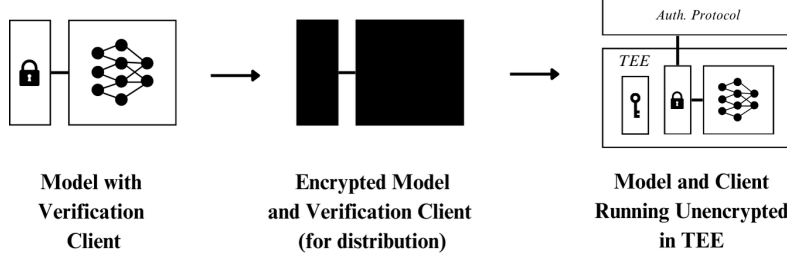 Auth. Protocol
TEE
Model with
Verification
Client
Encrypted Model
and Verification Client
(for distribution)
Model and Client
Running Unencrypted
in TEE